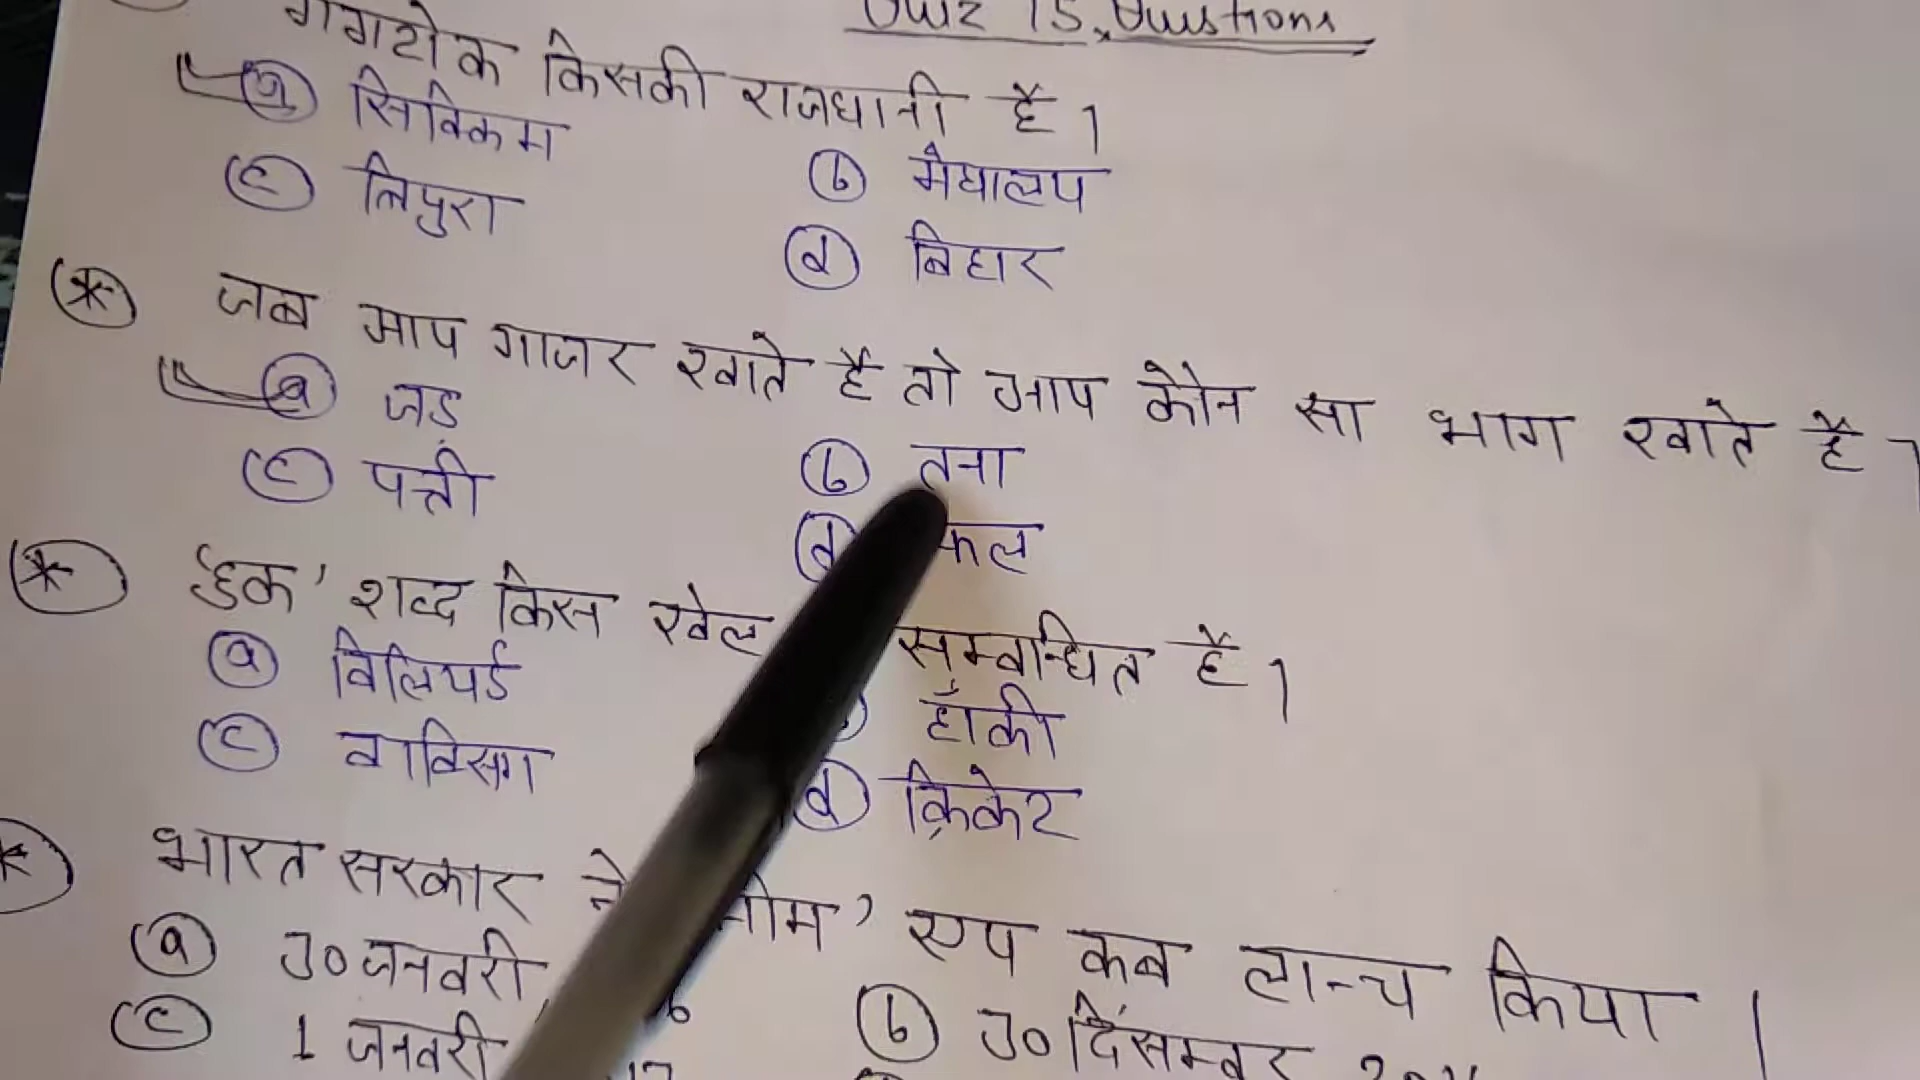 Quiz 15 Questions
गंगटोक किसकी राजधानी है।
a सिक्किम
b मेघालय
c त्रिपुरा
d बिहार
* जब आप गाजर खाते है तो आप कौन सा भाग खाते है।
a जड़
b तना
c पत्ती
d फल
* 'डक' शब्द किस खेल सम्बन्धित है।
a बिलियर्ड
हॉकी
c बाक्सिंग
d क्रिकेट
* भारत सरकार ने एप कब लान्च किया।
a 30 जनवरी
b 30 दिसम्बर
c 1 जनवरी